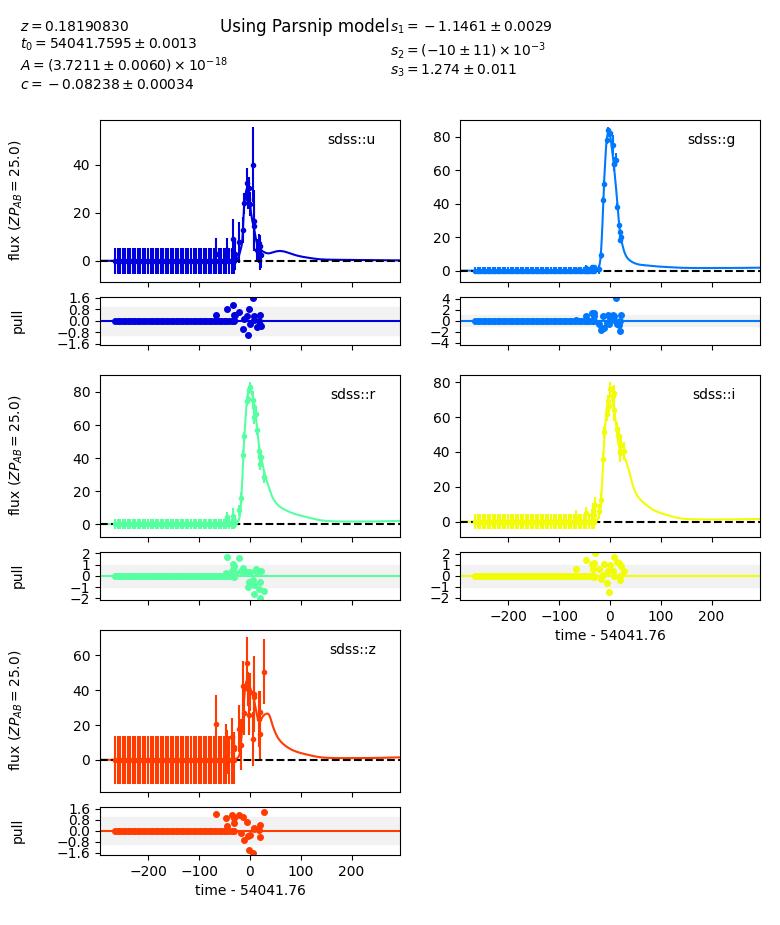 Using Parsnip model
z = 0.18190830
t₀ = 54041.7595 ± 0.0013
A = (3.7211 ± 0.0060) × 10⁻¹⁸
c = −0.08238 ± 0.00034
s₁ = −1.1461 ± 0.0029
s₂ = (−10 ± 11) × 10⁻³
s₃ = 1.274 ± 0.011
sdss::u
flux (ZP_AB = 25.0)
40
20
0
pull
1.6
0.8
0.0
−0.8
−1.6
sdss::g
80
60
40
20
0
4
2
0
−2
−4
sdss::r
flux (ZP_AB = 25.0)
80
60
40
20
0
pull
2
1
0
−1
−2
sdss::i
80
60
40
20
0
2
1
0
−1
−2
−200 −100 0 100 200
time - 54041.76
sdss::z
flux (ZP_AB = 25.0)
60
40
20
0
pull
1.6
0.8
0.0
−0.8
−1.6
−200 −100 0 100 200
time - 54041.76